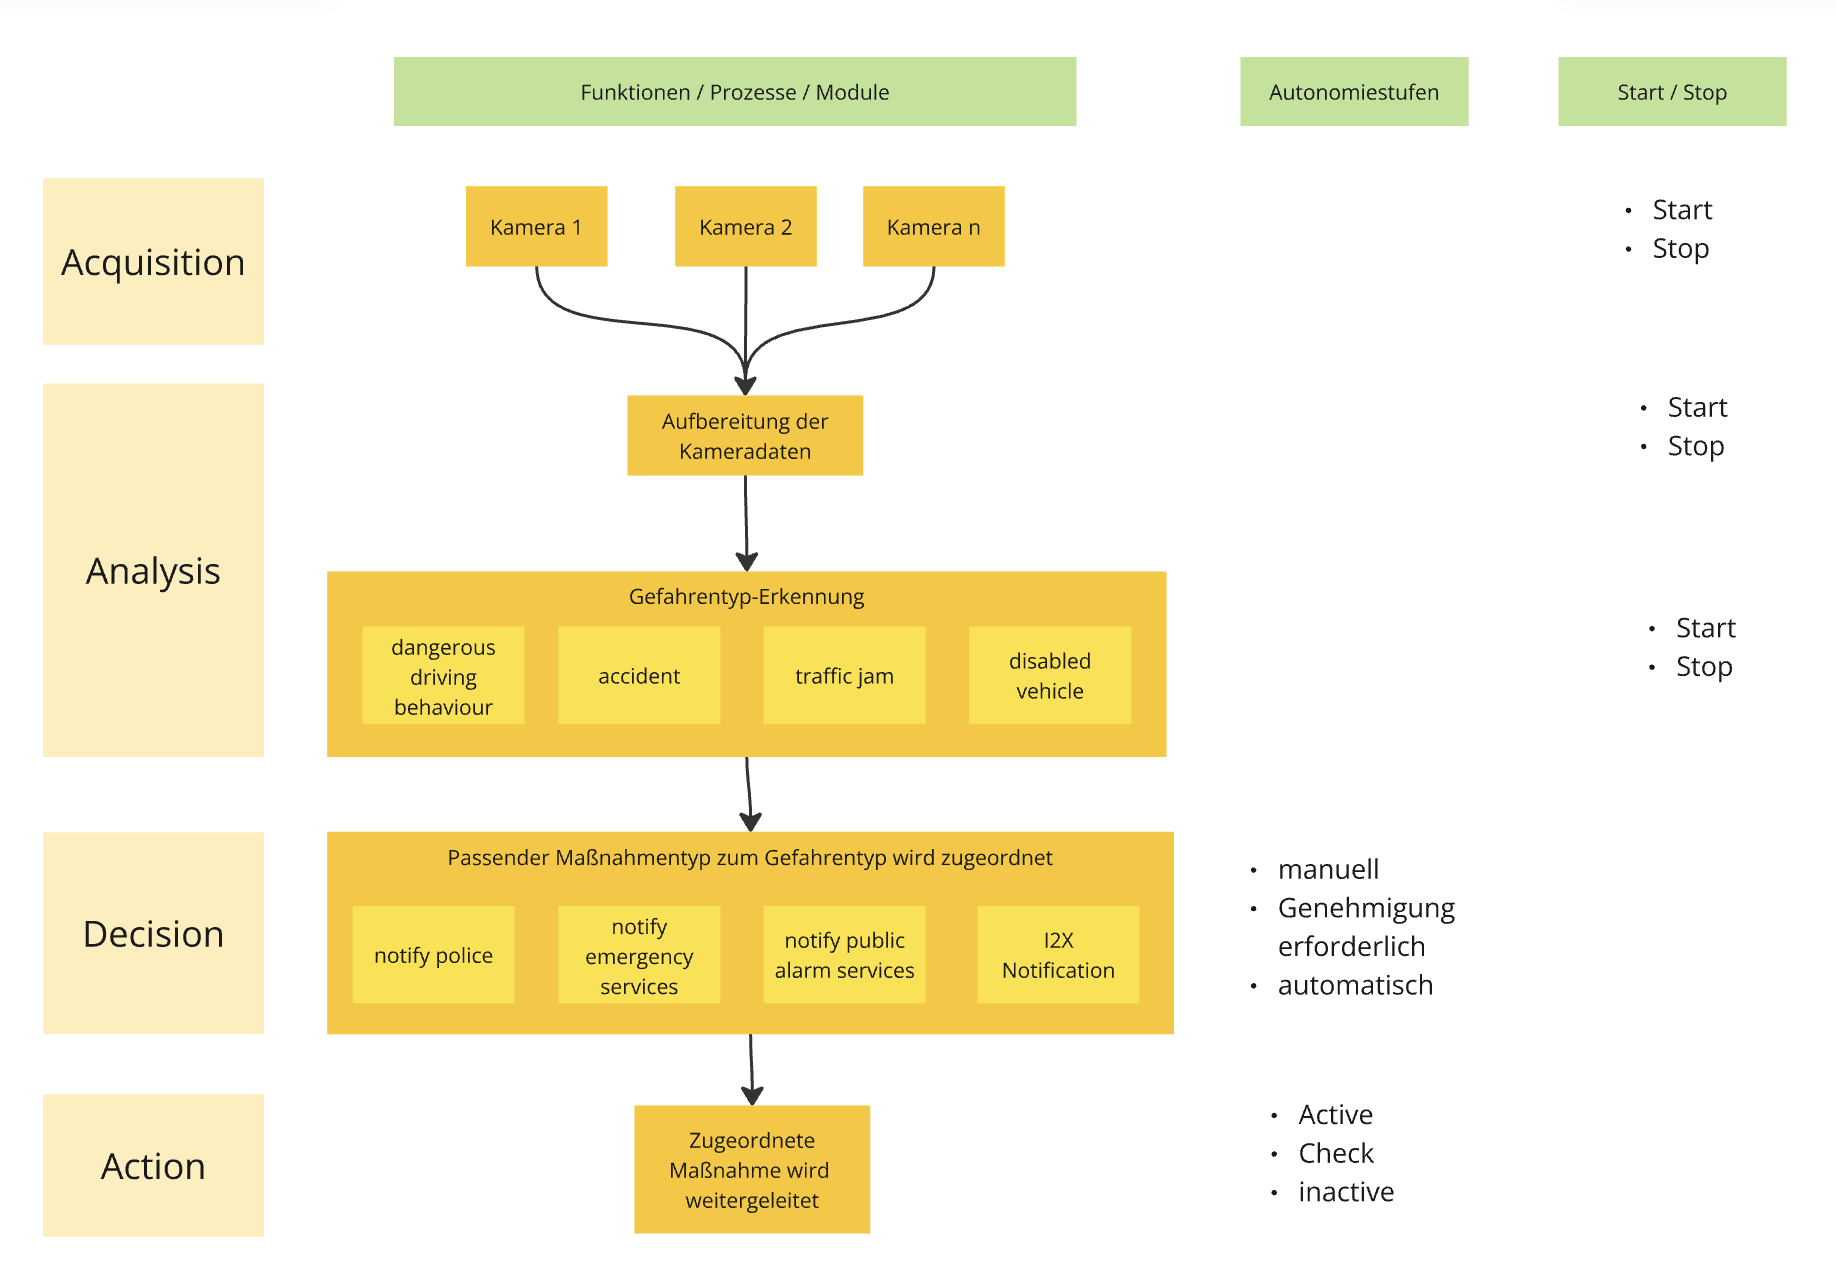 Funktionen / Prozesse / Module
Autonomiestufen
Start / Stop
Acquisition
Kamera 1
Kamera 2
Kamera n
• Start
• Stop
Analysis
Aufbereitung der
Kameradaten
• Start
• Stop
Gefahrentyp-Erkennung
dangerous
driving
behaviour
accident
traffic jam
disabled
vehicle
• Start
• Stop
Decision
Passender Maßnahmentyp zum Gefahrentyp wird zugeordnet
notify police
notify
emergency
services
notify public
alarm services
I2X
Notification
• manuell
• Genehmigung
erforderlich
• automatisch
Action
Zugeordnete
Maßnahme wird
weitergeleitet
• Active
• Check
• inactive